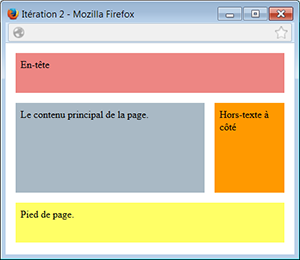 Itération 2 - Mozilla Firefox
En-tête
Le contenu principal de la page.
Hors-texte à
côté
Pied de page.